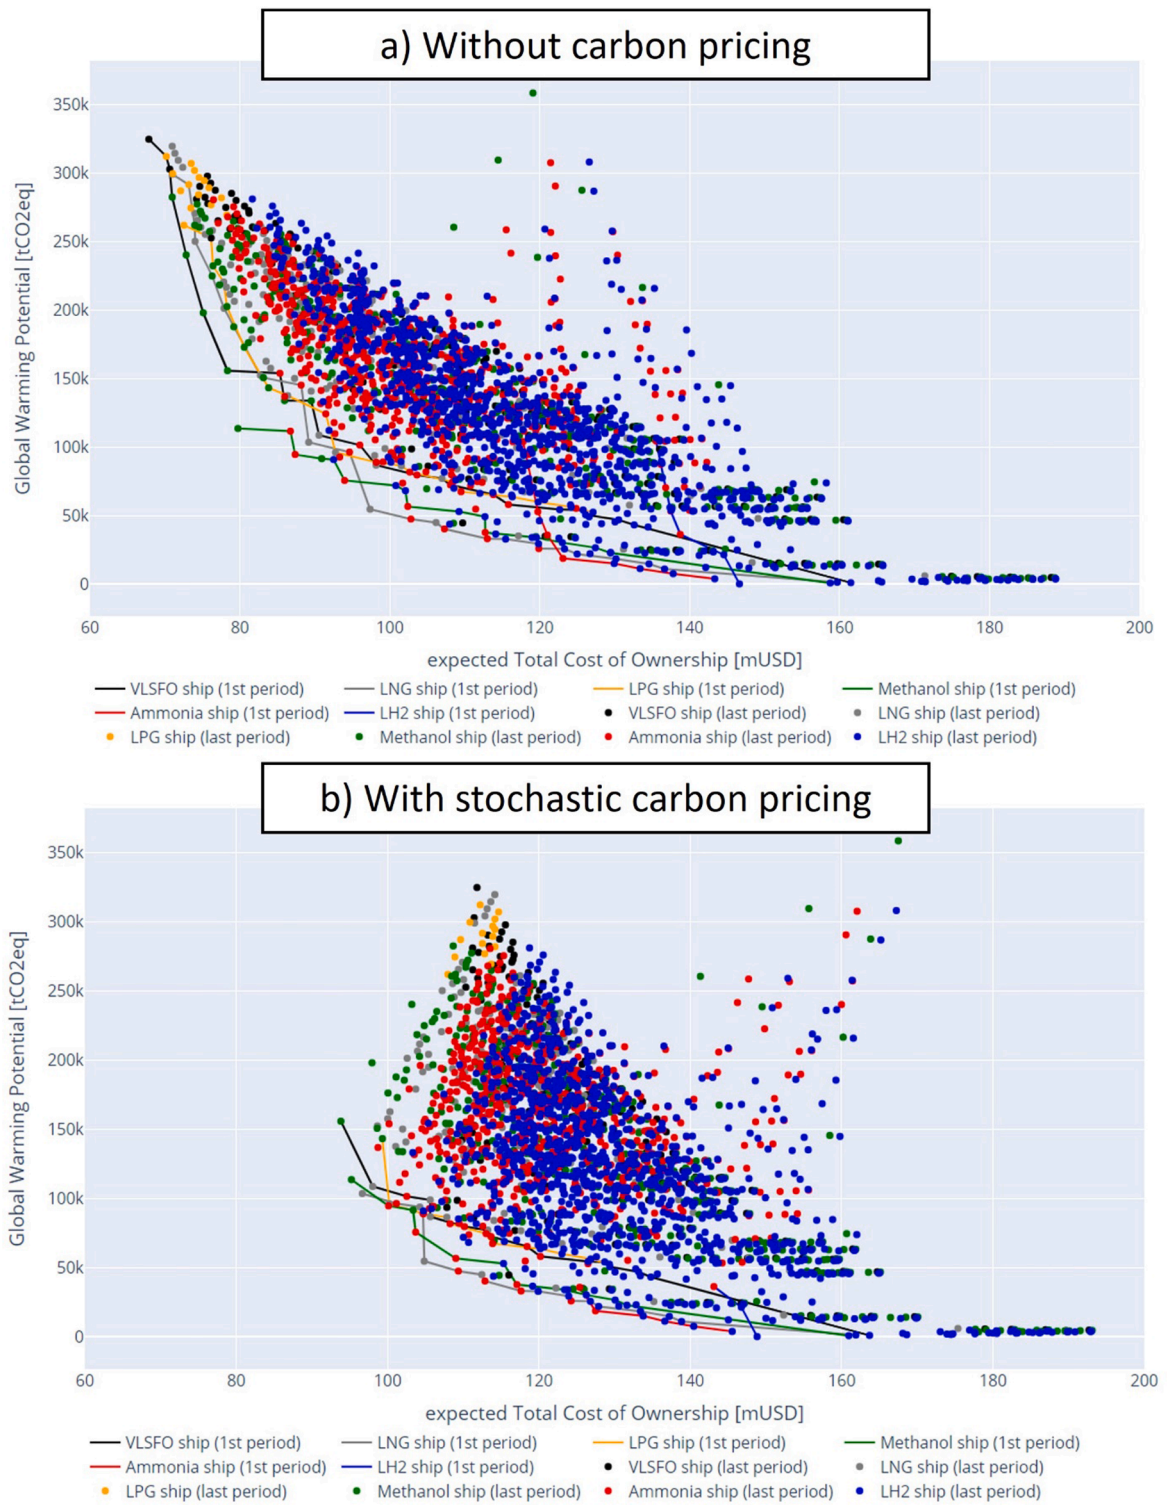 a) Without carbon pricing
350k
300k
250k
200k
150k
100k
50k
0
Global Warming Potential [tCO2eq]
60 80 100 120 140 160 180 200
expected Total Cost of Ownership [mUSD]
VLSFO ship (1st period) LNG ship (1st period) LPG ship (1st period) Methanol ship (1st period)
Ammonia ship (1st period) LH2 ship (1st period) VLSFO ship (last period) LNG ship (last period)
LPG ship (last period) Methanol ship (last period) Ammonia ship (last period) LH2 ship (last period)
b) With stochastic carbon pricing
350k
300k
250k
200k
150k
100k
50k
0
Global Warming Potential [tCO2eq]
60 80 100 120 140 160 180 200
expected Total Cost of Ownership [mUSD]
VLSFO ship (1st period) LNG ship (1st period) LPG ship (1st period) Methanol ship (1st period)
Ammonia ship (1st period) LH2 ship (1st period) VLSFO ship (last period) LNG ship (last period)
LPG ship (last period) Methanol ship (last period) Ammonia ship (last period) LH2 ship (last period)